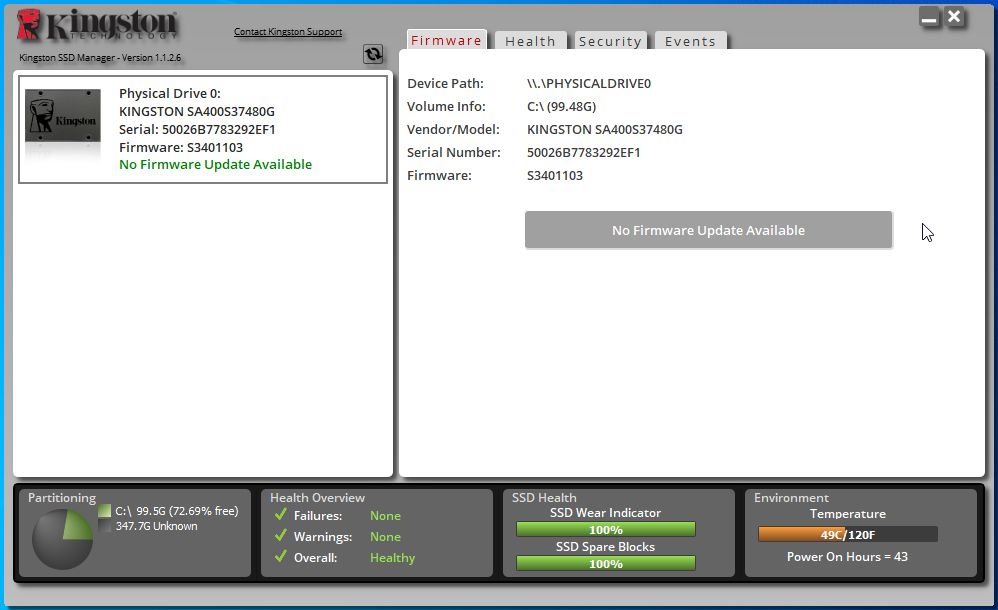 Kingston
TECHNOLOGY
Contact Kingston Support
Kingston SSD Manager - Version 1.1.2.6
Firmware
Health
Security
Events
Kingston
Physical Drive 0:
KINGSTON SA400S37480G
Serial: 50026B7783292EF1
Firmware: S3401103
No Firmware Update Available
Device Path: \\.\PHYSICALDRIVE0
Volume Info: C:\ (99.48G)
Vendor/Model: KINGSTON SA400S37480G
Serial Number: 50026B7783292EF1
Firmware: S3401103
No Firmware Update Available
Partitioning
C:\ 99.5G (72.69% free)
347.7G Unknown
Health Overview
Failures: None
Warnings: None
Overall: Healthy
SSD Health
SSD Wear Indicator
100%
SSD Spare Blocks
100%
Environment
Temperature
49C/120F
Power On Hours = 43